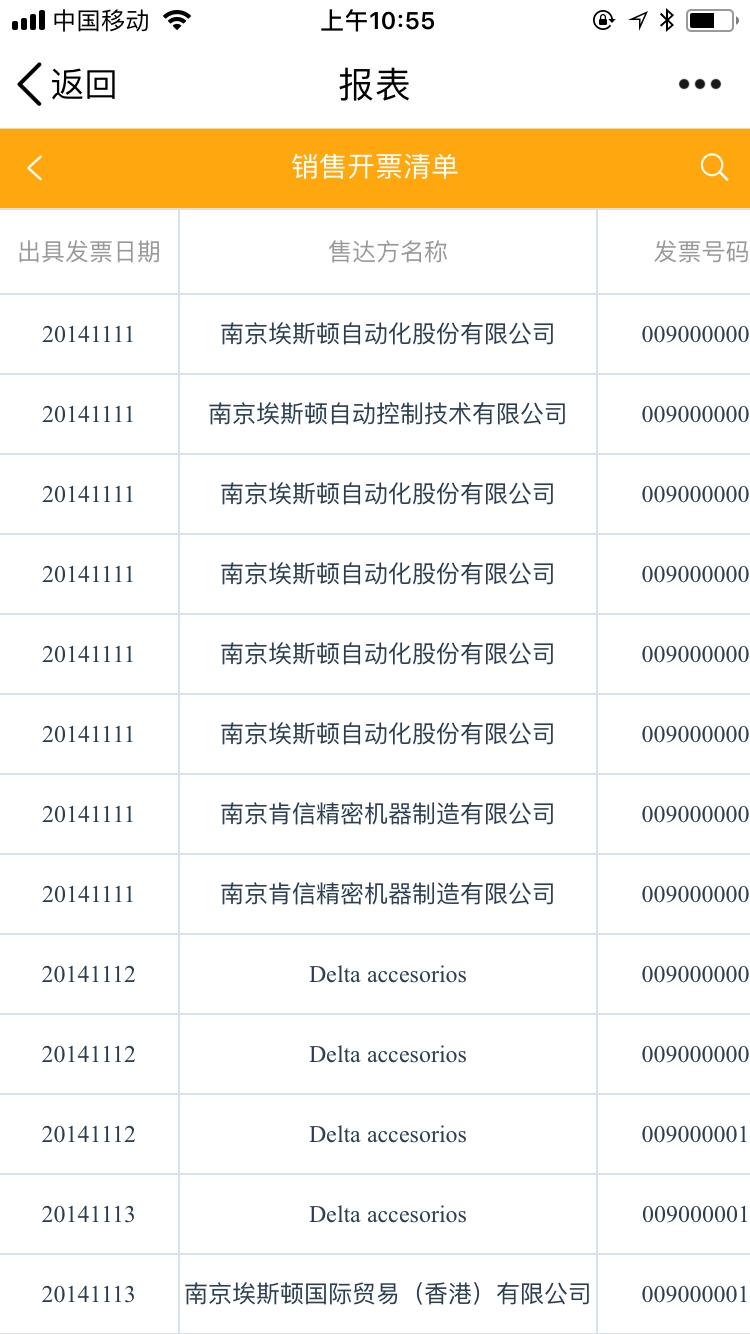 中国移动 上午10:55
返回 报表
销售开票清单
出具发票日期 售达方名称 发票号码
20141111 南京埃斯顿自动化股份有限公司 009000000
20141111 南京埃斯顿自动控制技术有限公司 009000000
20141111 南京埃斯顿自动化股份有限公司 009000000
20141111 南京埃斯顿自动化股份有限公司 009000000
20141111 南京埃斯顿自动化股份有限公司 009000000
20141111 南京埃斯顿自动化股份有限公司 009000000
20141111 南京肯信精密机器制造有限公司 009000000
20141111 南京肯信精密机器制造有限公司 009000000
20141112 Delta accesorios 009000000
20141112 Delta accesorios 009000000
20141112 Delta accesorios 009000001
20141113 Delta accesorios 009000001
20141113 南京埃斯顿国际贸易（香港）有限公司 009000001